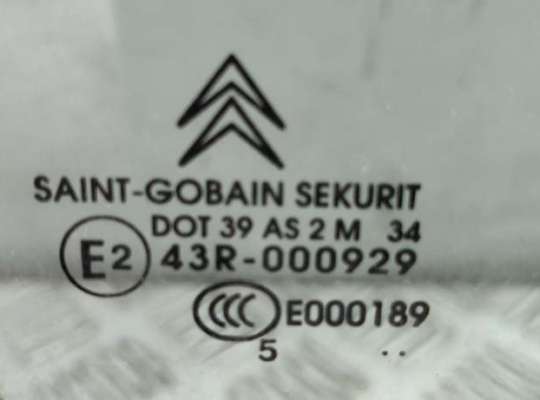 SAINT-GOBAIN SEKURIT
DOT 39 AS 2 M 34
E2 43R-000929
CCC E000189
5 ..